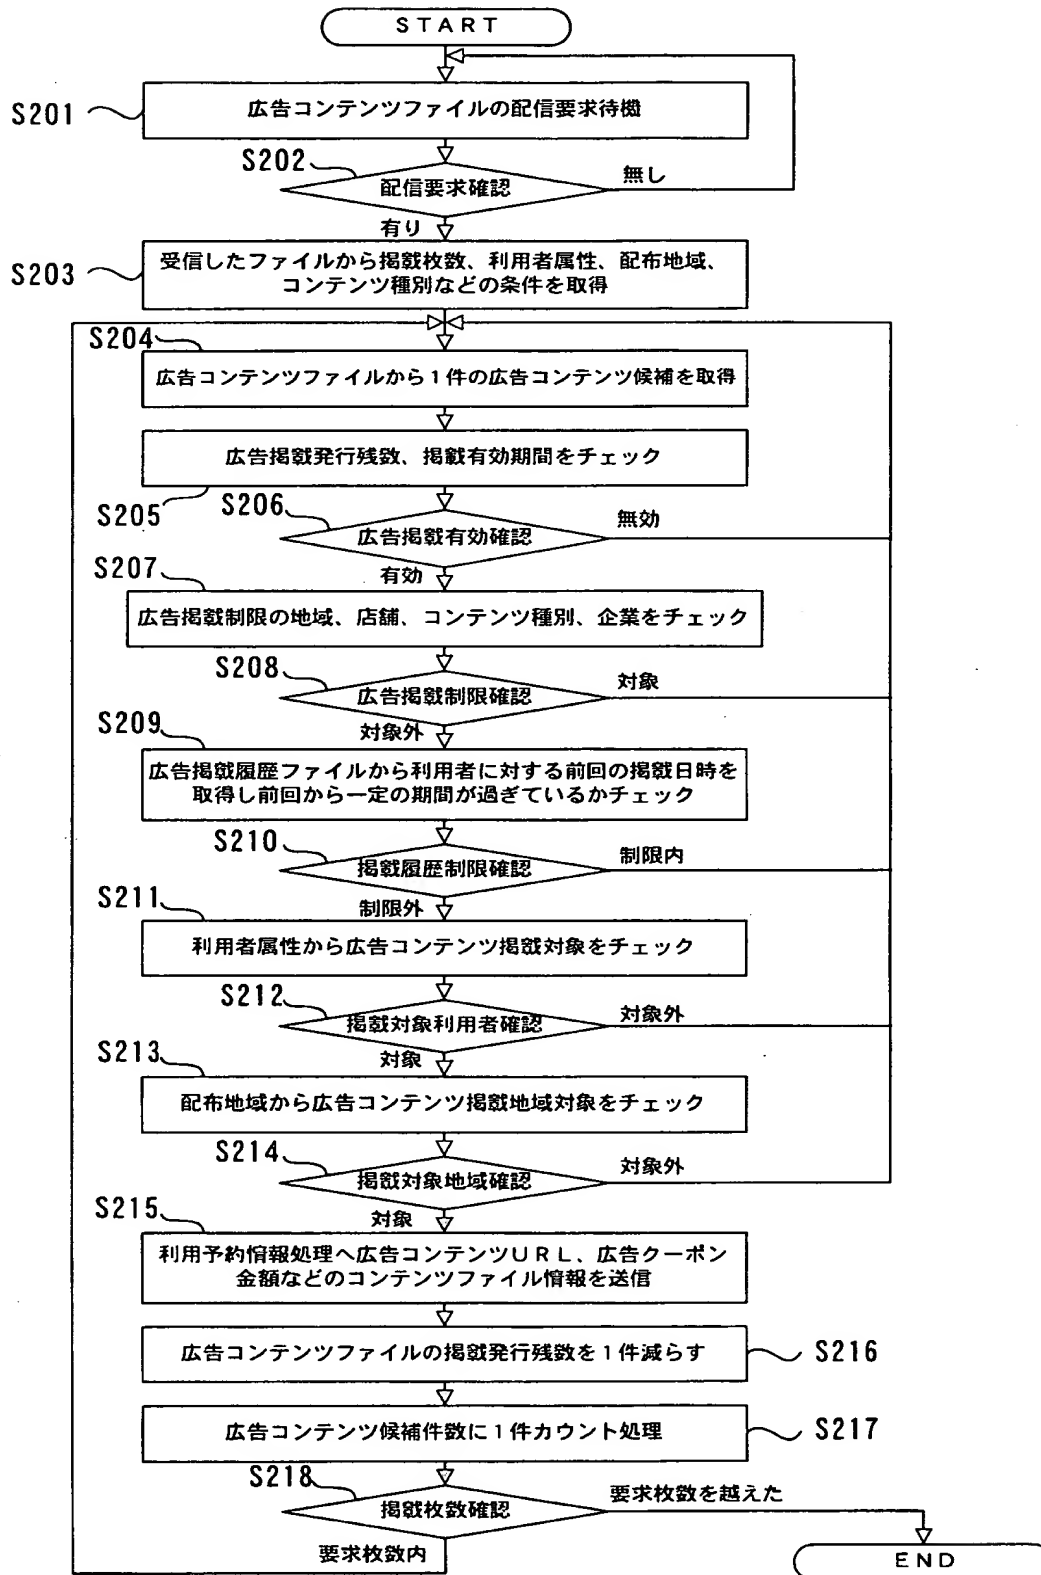 START
S201
広告コンテンツファイルの配信要求待機
S202
配信要求確認
無し
有り
S203
受信したファイルから掲載枚数、利用者属性、配布地域、
コンテンツ種別などの条件を取得
S204
広告コンテンツファイルから1件の広告コンテンツ候補を取得
広告掲載発行残数、掲載有効期間をチェック
S205
S206
広告掲載有効確認
無効
有効
S207
広告掲載制限の地域、店舗、コンテンツ種別、企業をチェック
S208
広告掲載制限確認
対象
対象外
S209
広告掲載履歴ファイルから利用者に対する前回の掲載日時を
取得し前回から一定の期間が過ぎているかチェック
S210
掲載履歴制限確認
制限内
制限外
S211
利用者属性から広告コンテンツ掲載対象をチェック
S212
掲載対象利用者確認
対象外
対象
S213
配布地域から広告コンテンツ掲載地域対象をチェック
S214
掲載対象地域確認
対象外
対象
S215
利用予約情報処理へ広告コンテンツURL、広告クーポン
金額などのコンテンツファイル情報を送信
広告コンテンツファイルの掲載発行残数を1件減らす
S216
広告コンテンツ候補件数に1件カウント処理
S217
S218
掲載枚数確認
要求枚数を越えた
要求枚数内
END